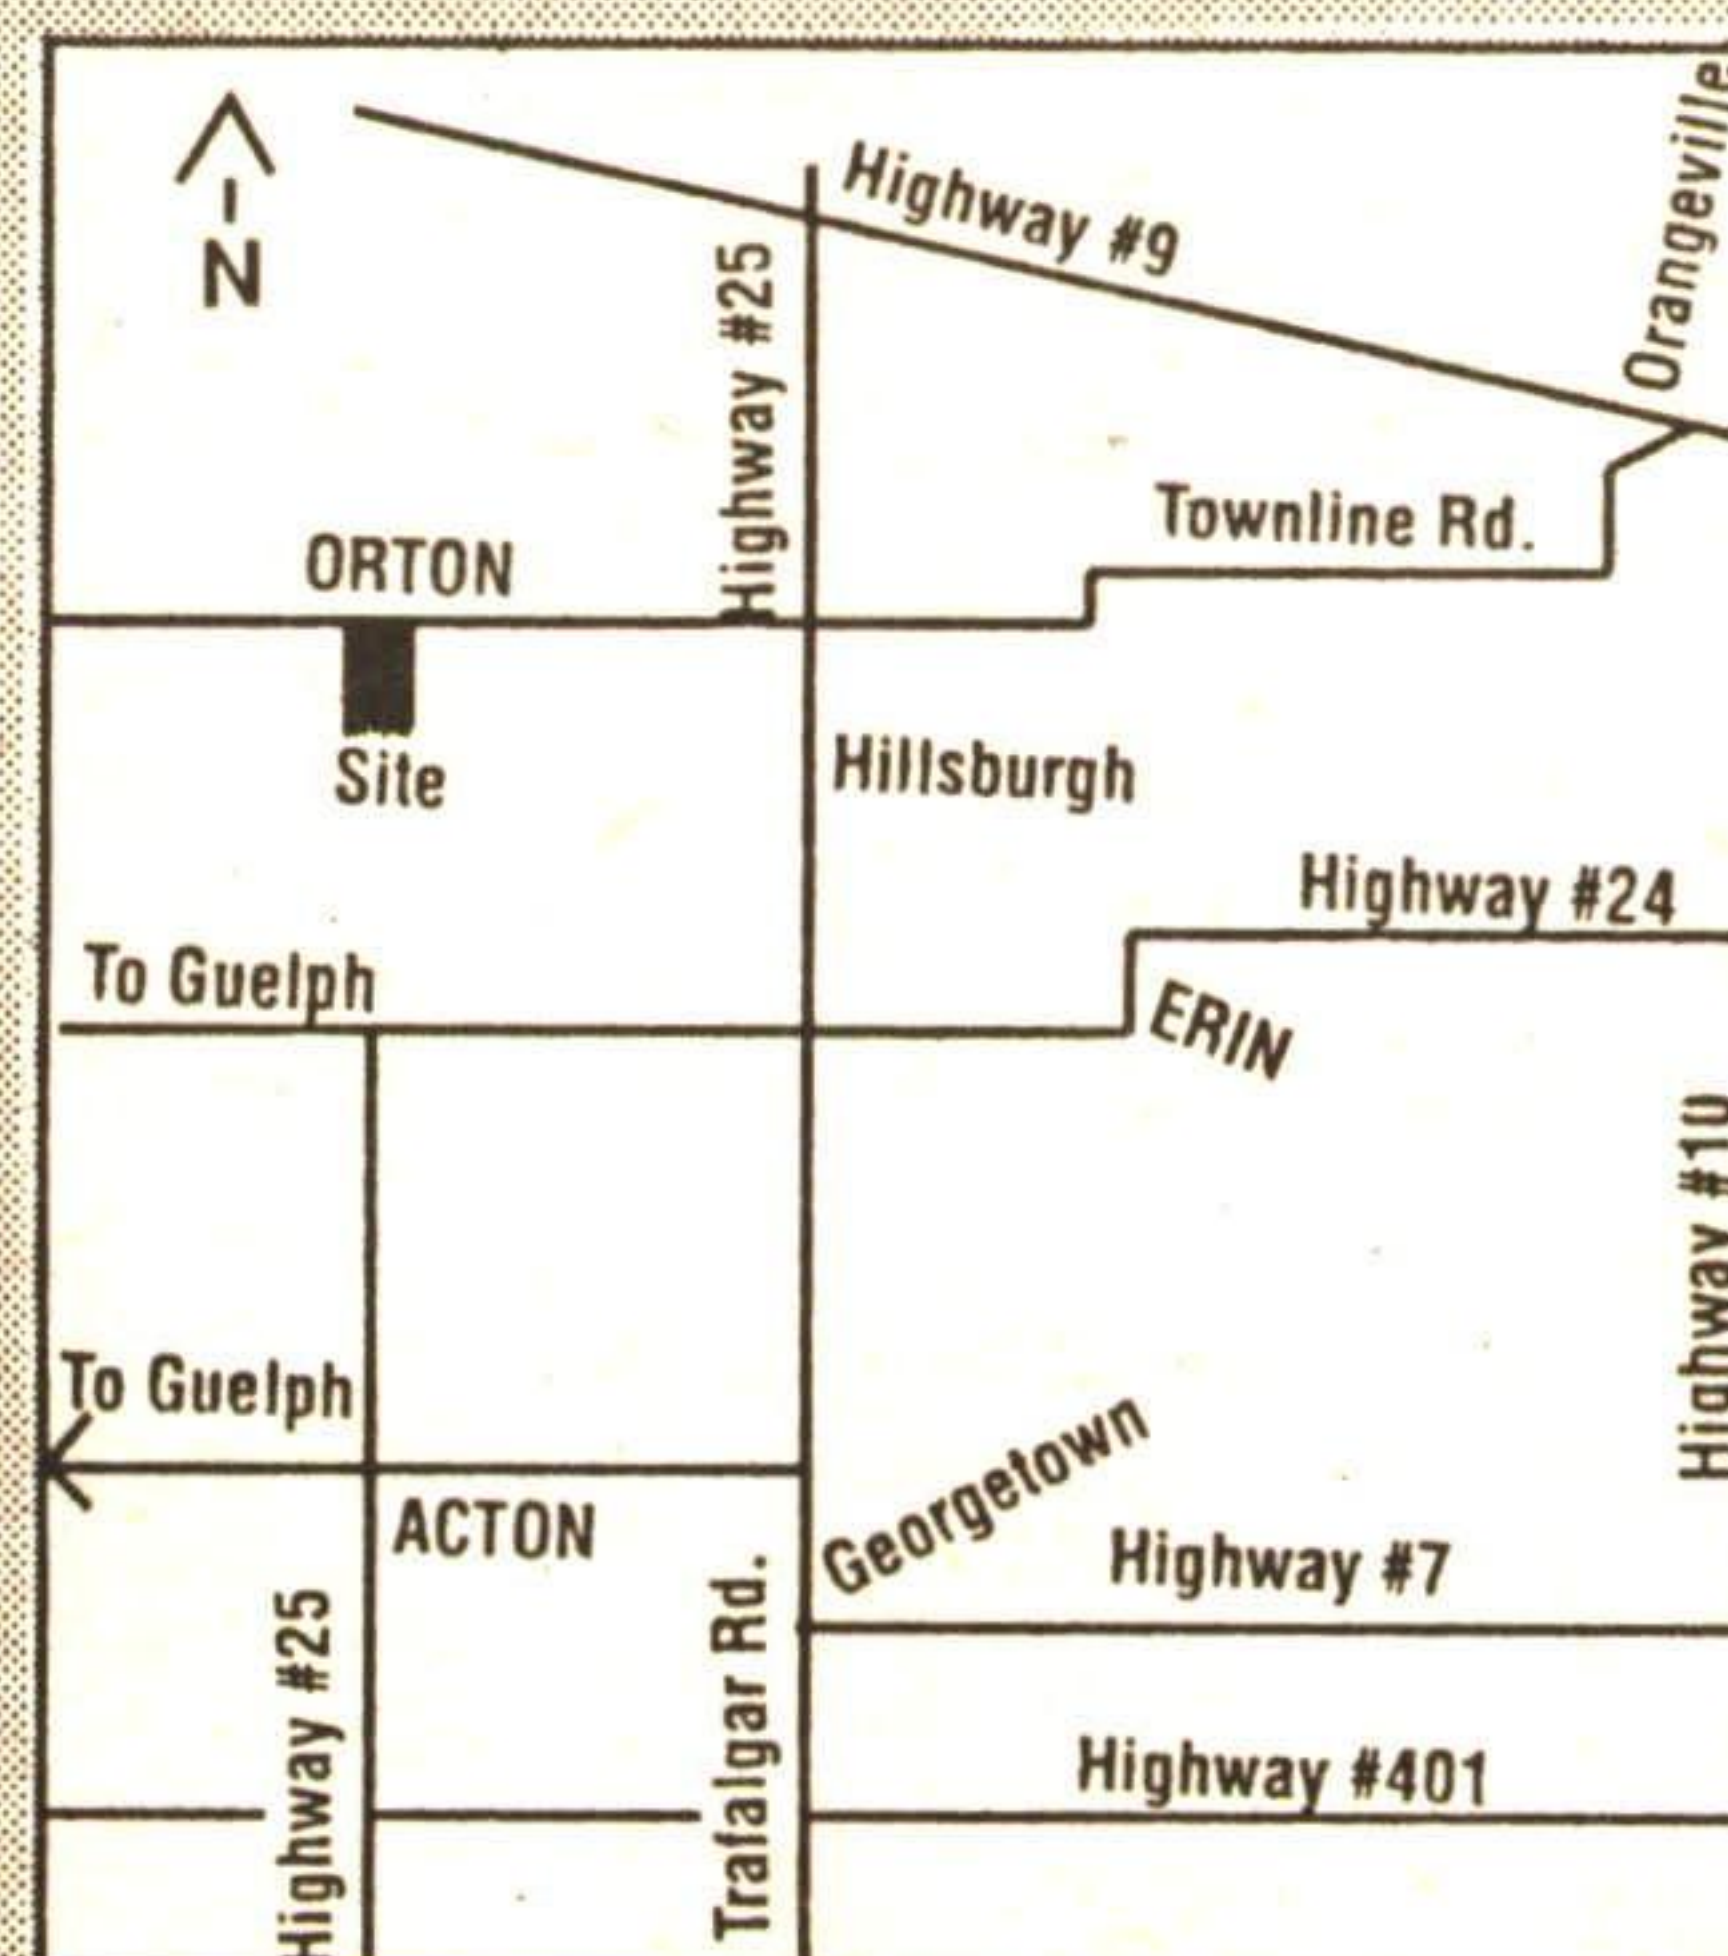 N
Highway #9
Orangeville
Highway #25
Townline Rd.
ORTON
Site
Hillsburgh
Highway #24
To Guelph
ERIN
Highway #10
To Guelph
ACTON
Georgetown
Highway #7
Highway #25
Trafalgar Rd.
Highway #401